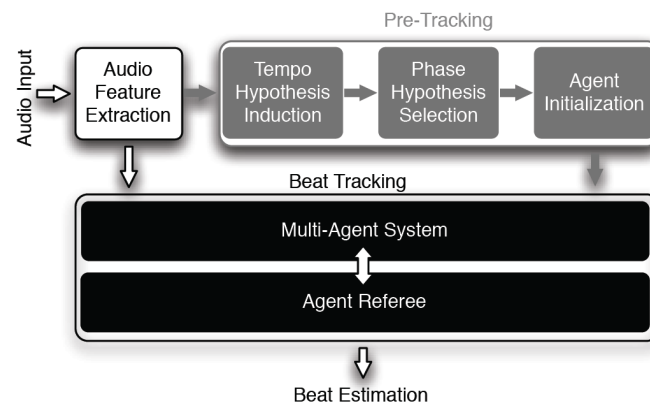 Pre-Tracking
Audio Input
Audio
Feature
Extraction
Tempo
Hypothesis
Induction
Phase
Hypothesis
Selection
Agent
Initialization
Beat Tracking
Multi-Agent System
Agent Referee
Beat Estimation